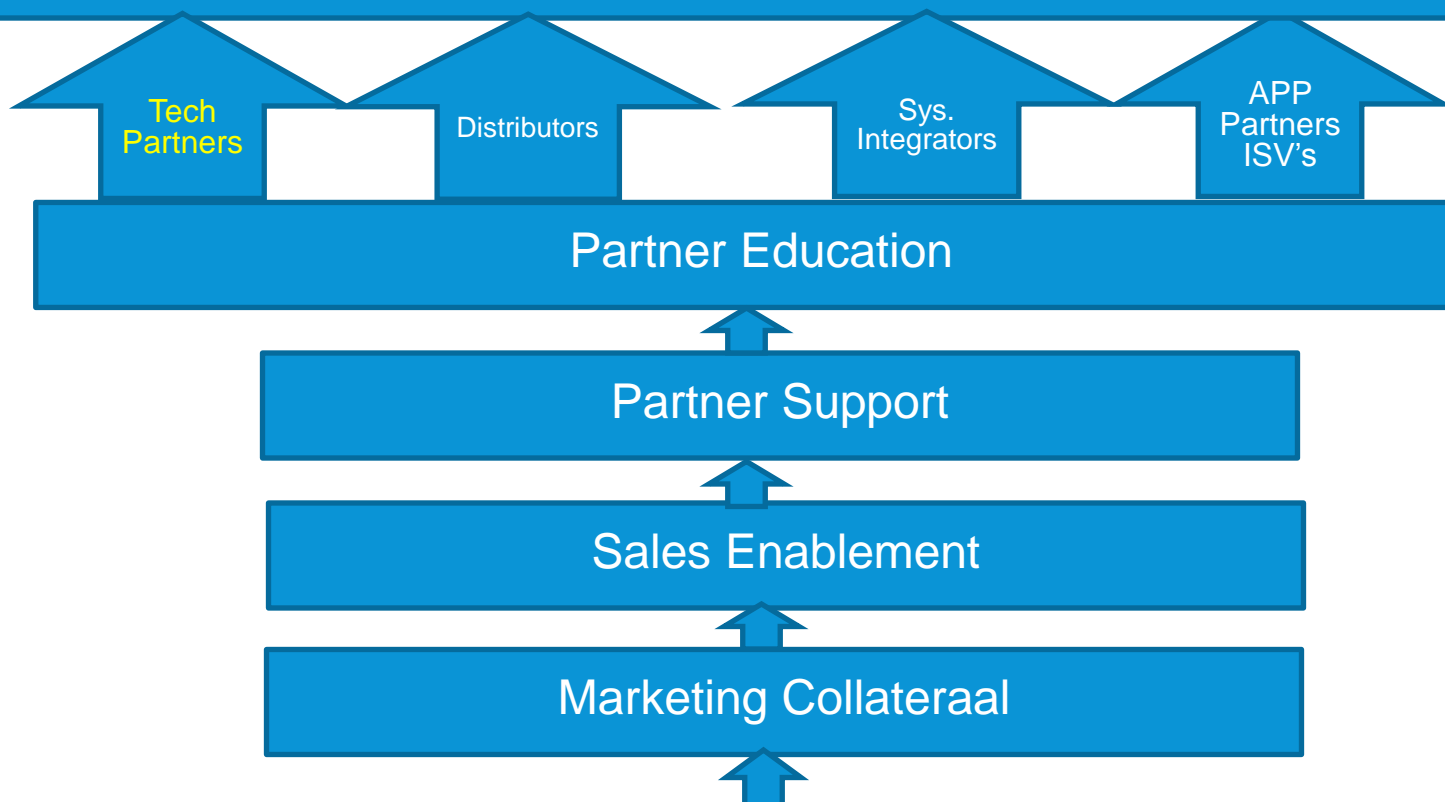 Tech
Partners
Distributors
Sys.
Integrators
APP
Partners
ISV's
Partner Education
Partner Support
Sales Enablement
Marketing Collateraal